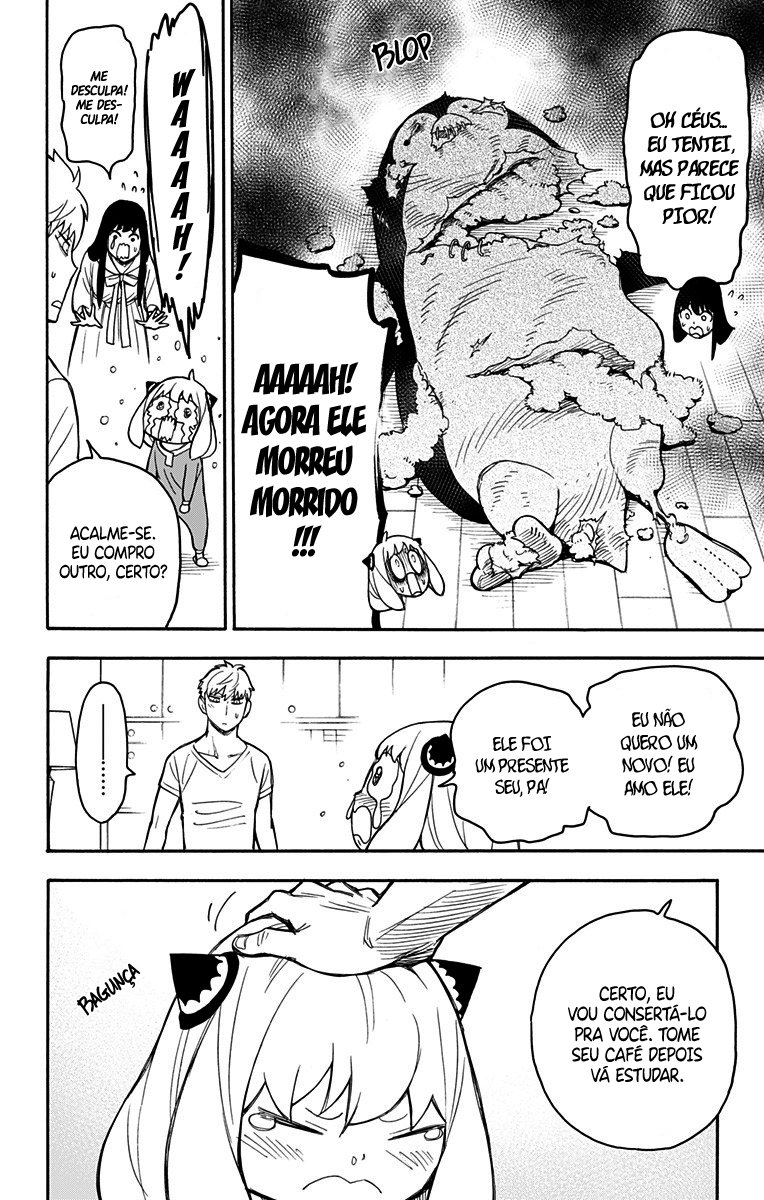 BLOP
OH CÉUS...
EU TENTEI,
MAS PARECE
QUE FICOU
PIOR!
AAAAAH!
AGORA ELE
MORREU
MORRIDO
!!!
WAAAAAH!
ME
DESCULPA!
ME DES-
CULPA!
ACALME-SE.
EU COMPRO
OUTRO, CERTO?
EU NÃO
QUERO UM
NOVO! EU
AMO ELE!
ELE FOI
UM PRESENTE
SEU, PA!
.........
CERTO, EU
VOU CONSERTÁ-LO
PRA VOCÊ. TOME
SEU CAFÉ DEPOIS
VÁ ESTUDAR.
BAGUNÇA